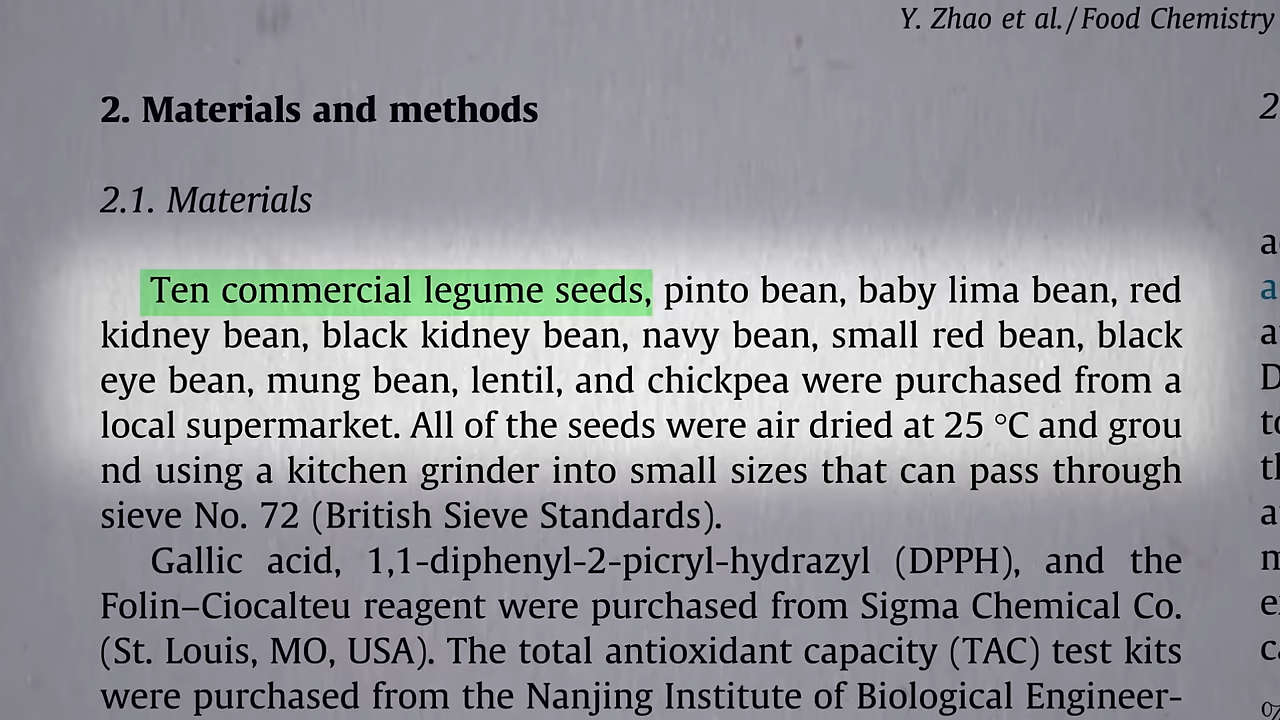 Y. Zhao et al./Food Chemistry
2. Materials and methods
2.1. Materials
Ten commercial legume seeds, pinto bean, baby lima bean, red
kidney bean, black kidney bean, navy bean, small red bean, black
eye bean, mung bean, lentil, and chickpea were purchased from a
local supermarket. All of the seeds were air dried at 25 °C and grou
nd using a kitchen grinder into small sizes that can pass through
sieve No. 72 (British Sieve Standards).
Gallic acid, 1,1-diphenyl-2-picryl-hydrazyl (DPPH), and the
Folin–Ciocalteu reagent were purchased from Sigma Chemical Co.
(St. Louis, MO, USA). The total antioxidant capacity (TAC) test kits
were purchased from the Nanjing Institute of Biological Engineer-